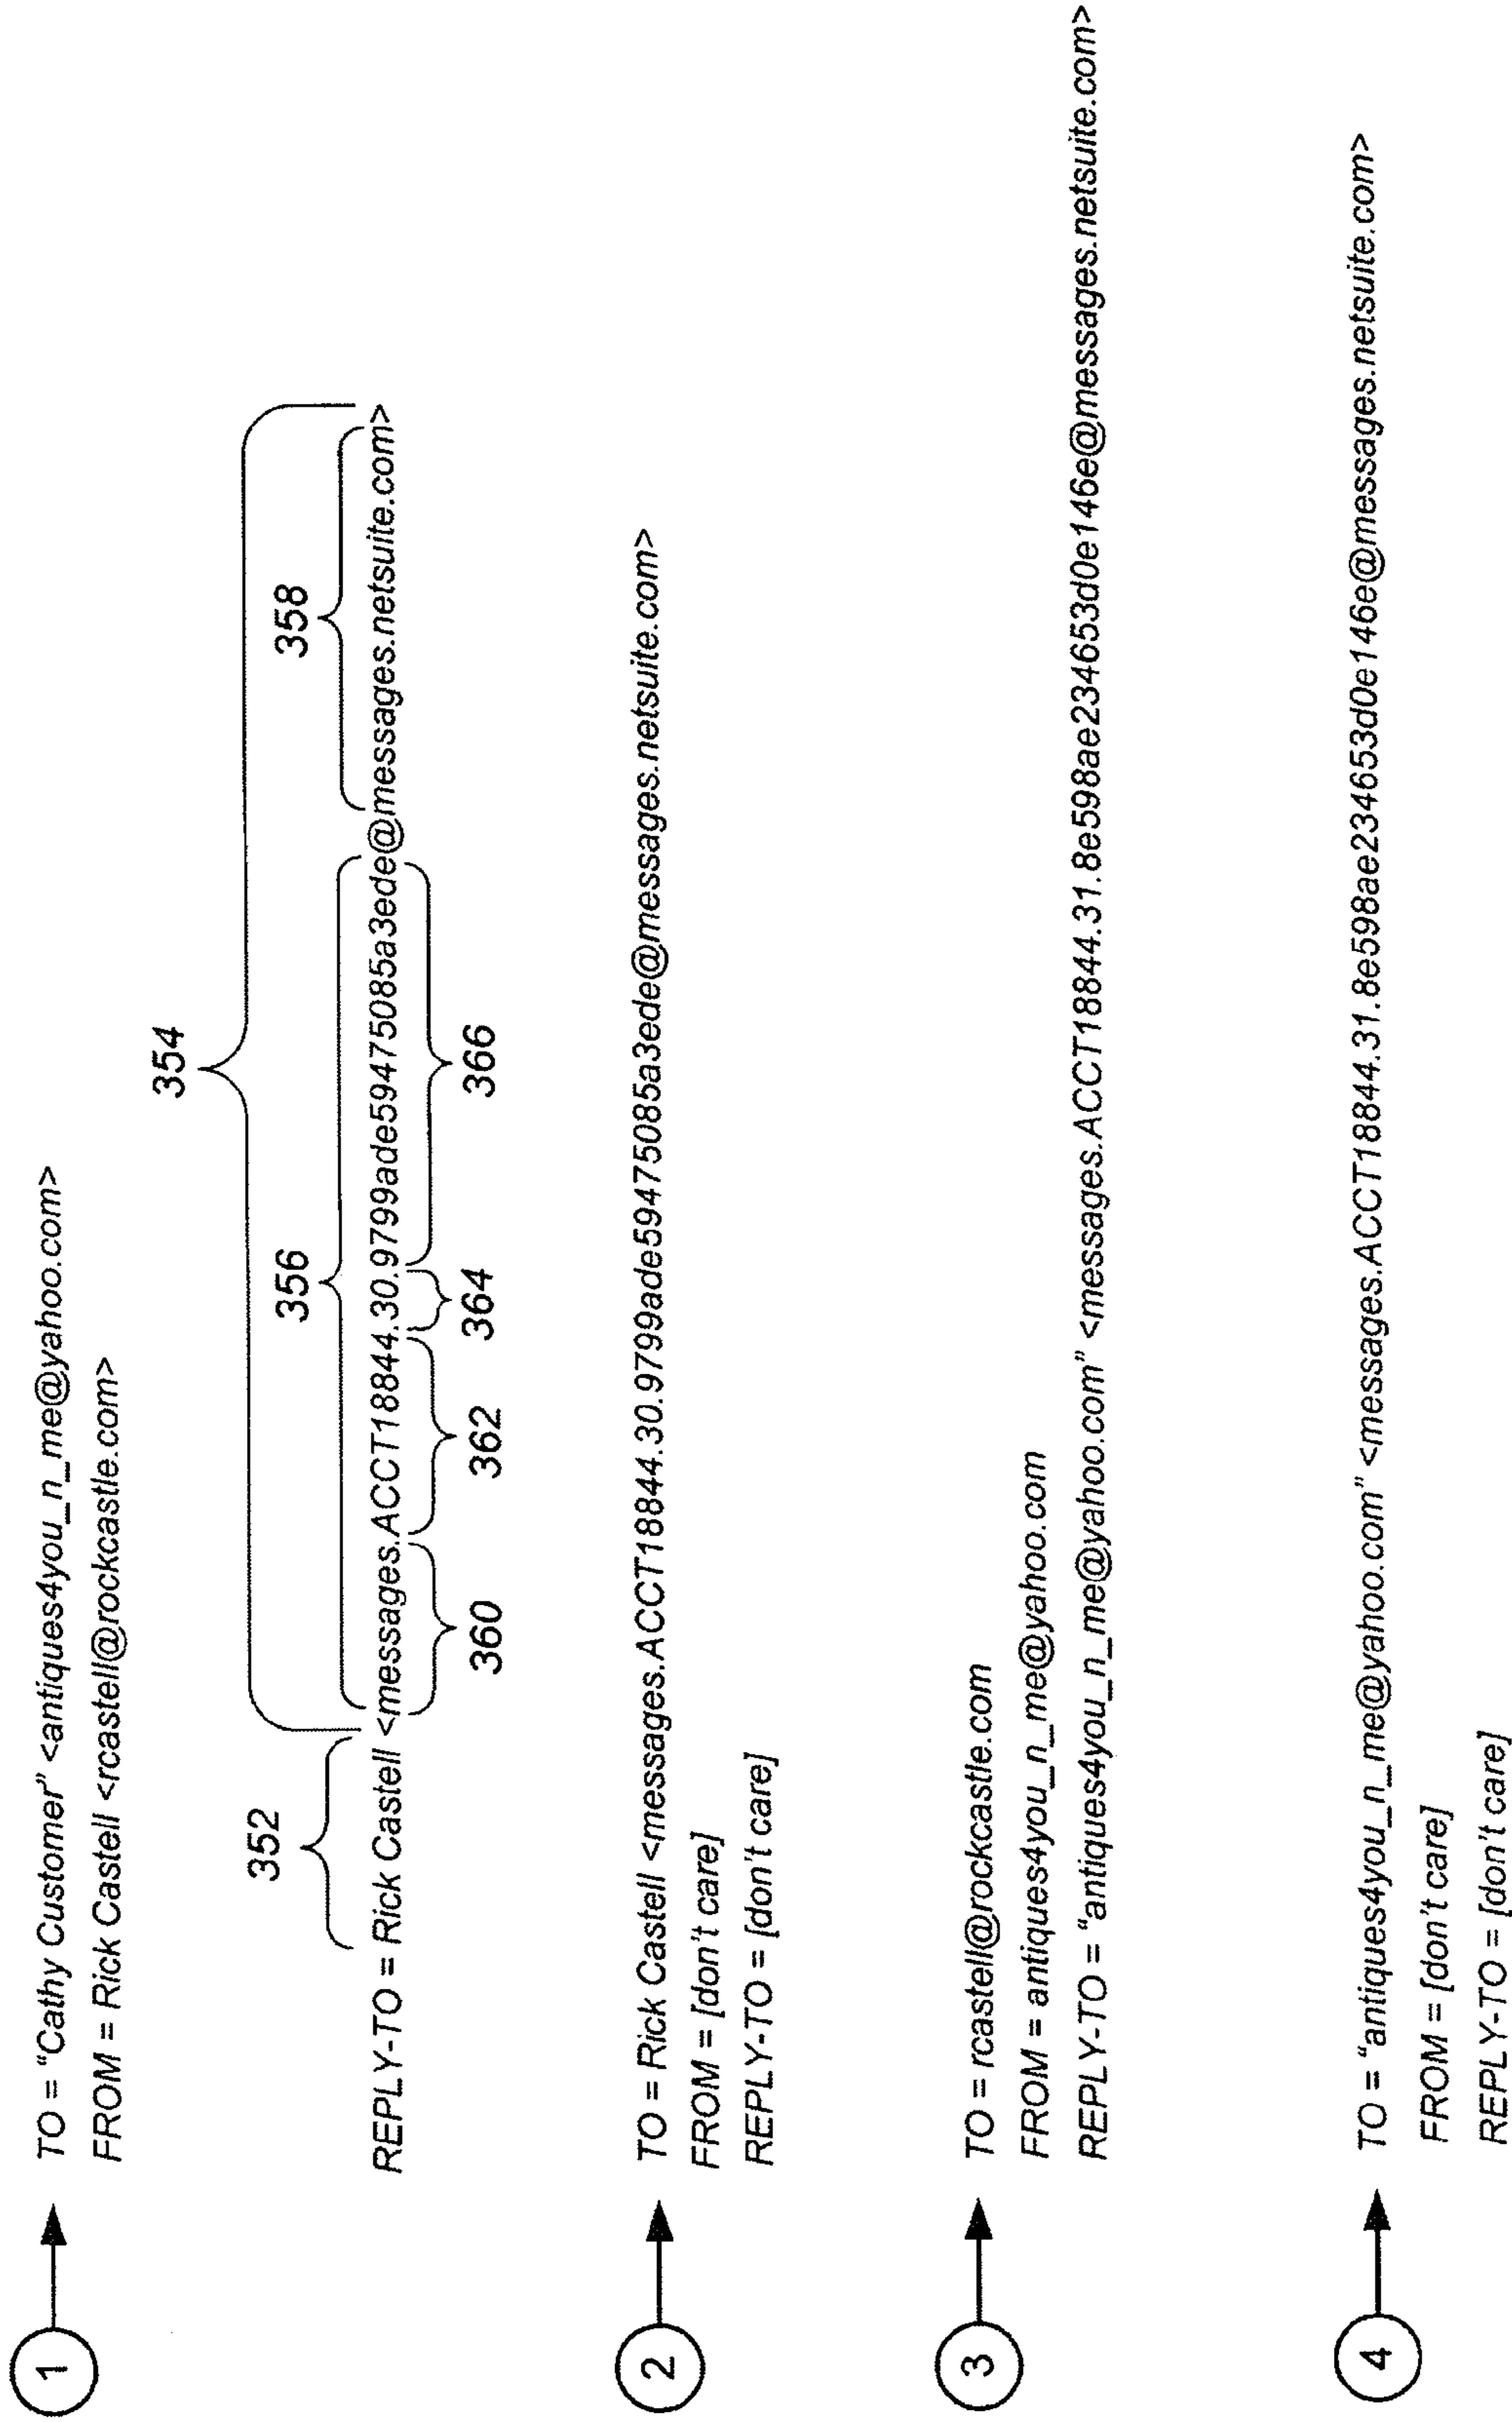 1
TO = "Cathy Customer" <antiques4you_n_me@yahoo.com>
FROM = Rick Castell <rcastell@rockcastle.com>
354
356
358
352
REPLY-TO = Rick Castell <messages.ACCT18844.30.9799ade59475085a3ede@messages.netsuite.com>
360
362
364
366
2
TO = Rick Castell <messages.ACCT18844.30.9799ade59475085a3ede@messages.netsuite.com>
FROM = [don't care]
REPLY-TO = [don't care]
3
TO = rcastell@rockcastle.com
FROM = antiques4you_n_me@yahoo.com
REPLY-TO = "antiques4you_n_me@yahoo.com" <messages.ACCT18844.31.8e598ae234653d0e146e@messages.netsuite.com>
4
TO = "antiques4you_n_me@yahoo.com" <messages.ACCT18844.31.8e598ae234653d0e146e@messages.netsuite.com>
FROM = [don't care]
REPLY-TO = [don't care]